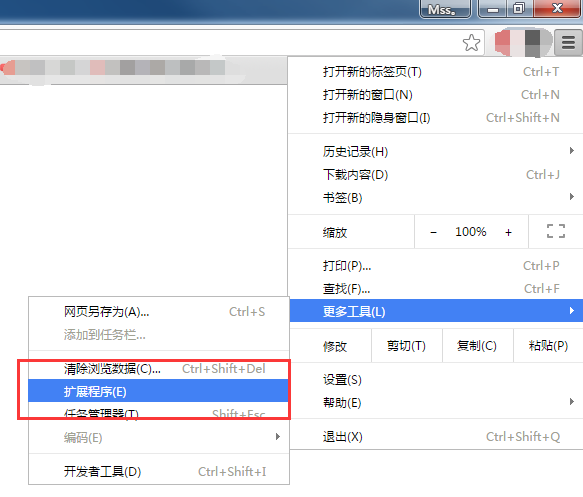 Mss。
打开新的标签页(T) Ctrl+T
打开新的窗口(N) Ctrl+N
打开新的隐身窗口(I) Ctrl+Shift+N
历史记录(H)
下载内容(D) Ctrl+J
书签(B)
缩放 − 100% +
打印(P)... Ctrl+P
查找(F)... Ctrl+F
更多工具(L)
修改 剪切(T) 复制(C) 粘贴(P)
设置(S)
帮助(E)
退出(X) Ctrl+Shift+Q
网页另存为(A)... Ctrl+S
添加到任务栏...
清除浏览数据(C)... Ctrl+Shift+Del
扩展程序(E)
任务管理器(T) Shift+Esc
编码(E)
开发者工具(D) Ctrl+Shift+I